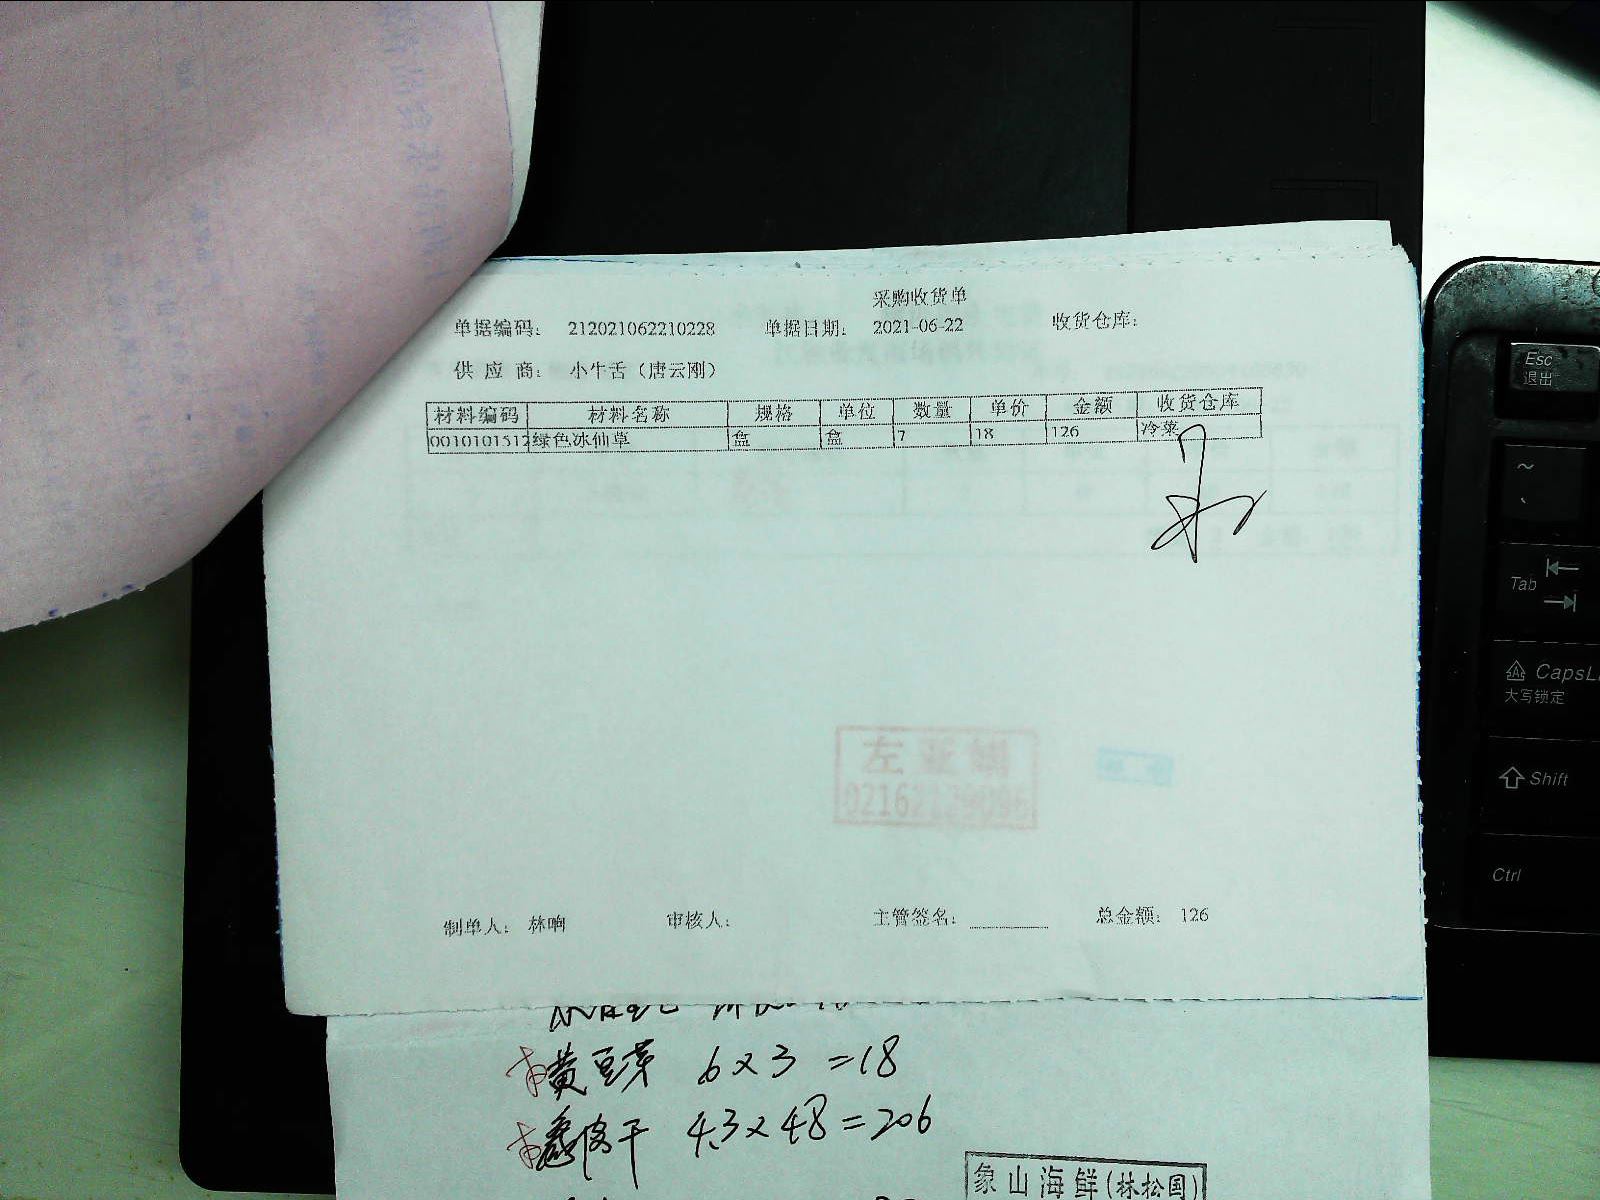 采购收货单
单据编码： 212021062210228 单据日期： 2021-06-22 收货仓库：
供 应 商： 小牛舌（唐云刚）
材料编码 材料名称 规格 单位 数量 单价 金额 收货仓库
0010101512 绿色冰仙草 盒 盒 7 18 126 冷菜
左亚
制单人： 林响 审核人： 主管签名： 总金额： 126
黄豆芽 6×3=18
干 4.3×48=206
象山海鲜(林松国)
Esc
退出
~
Tab
CapsL
大写锁定
Shift
Ctrl